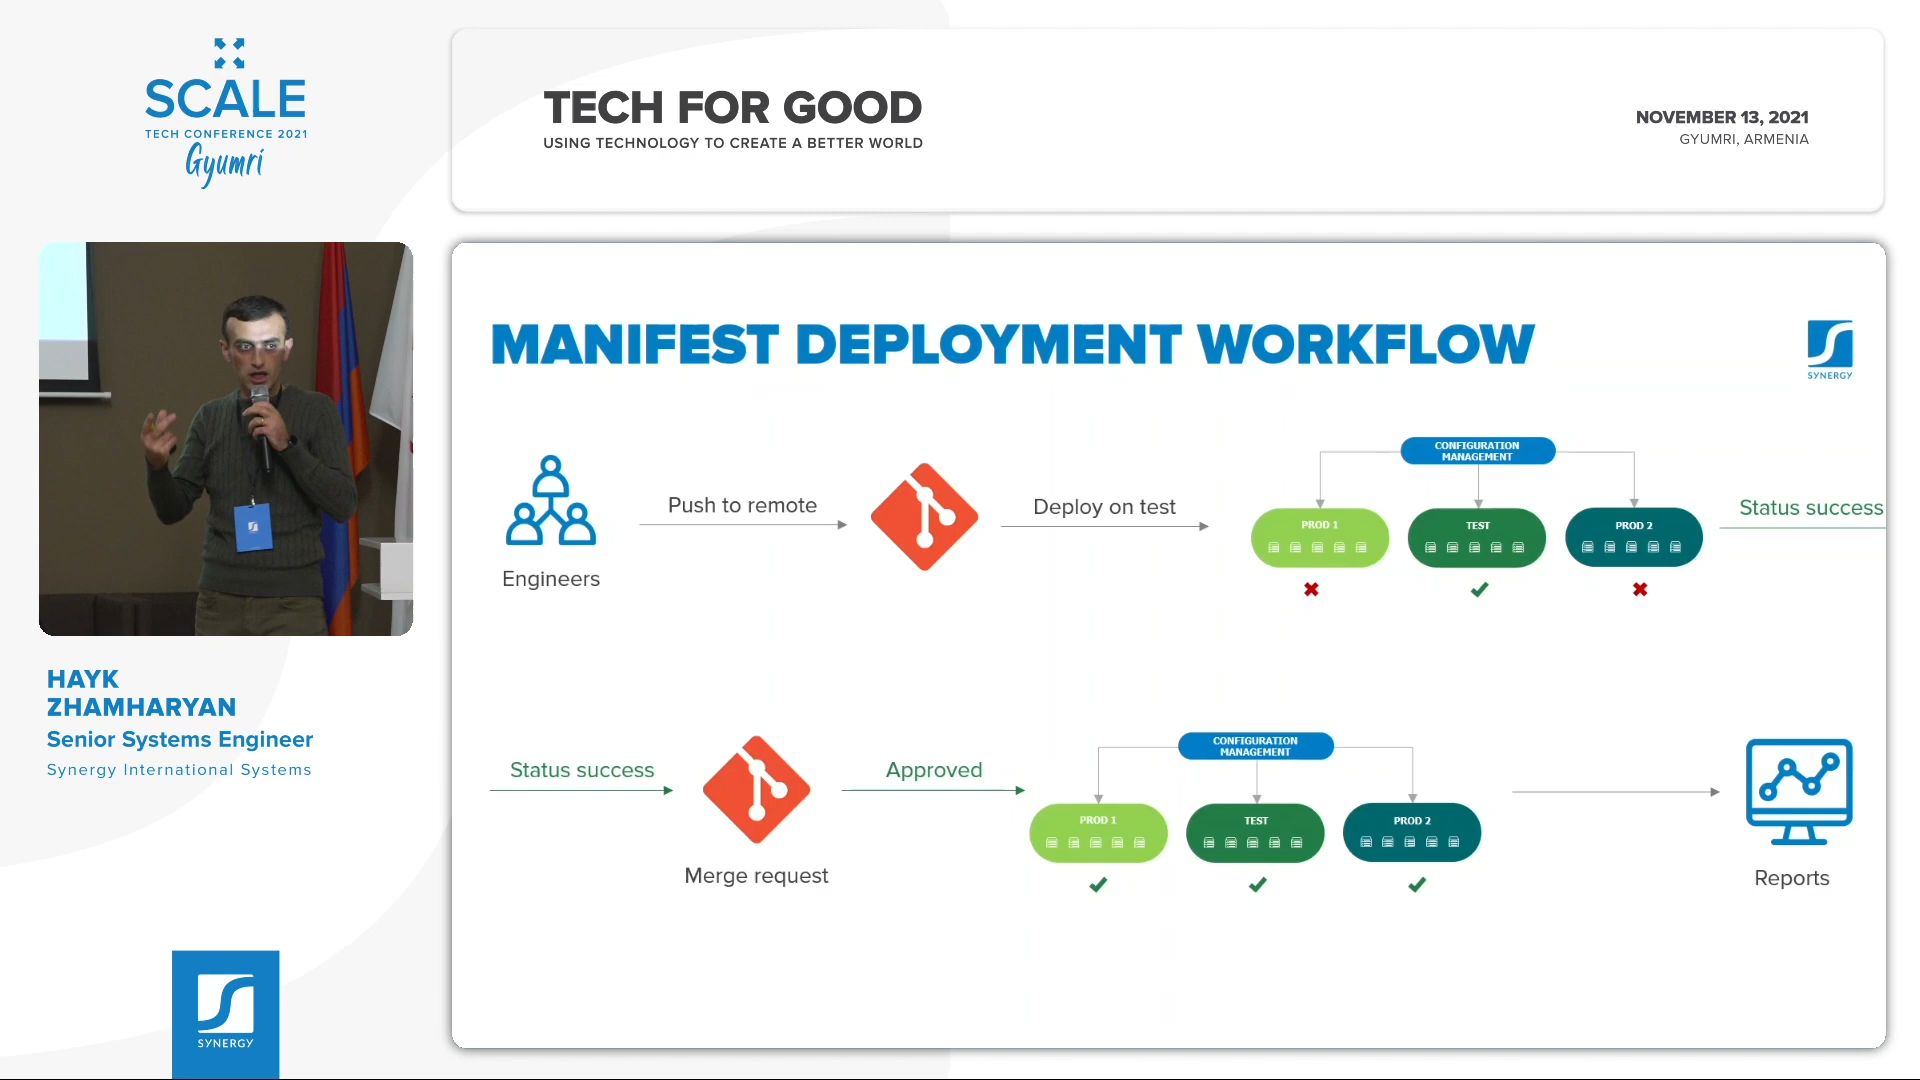 SCALE
TECH CONFERENCE 2021
Gyumri
TECH FOR GOOD
USING TECHNOLOGY TO CREATE A BETTER WORLD
NOVEMBER 13, 2021
GYUMRI, ARMENIA
HAYK
ZHAMHARYAN
Senior Systems Engineer
Synergy International Systems
SYNERGY
MANIFEST DEPLOYMENT WORKFLOW
SYNERGY
Engineers
Push to remote
Deploy on test
CONFIGURATION
MANAGEMENT
PROD 1
TEST
PROD 2
Status success
Status success
Merge request
Approved
CONFIGURATION
MANAGEMENT
PROD 1
TEST
PROD 2
Reports